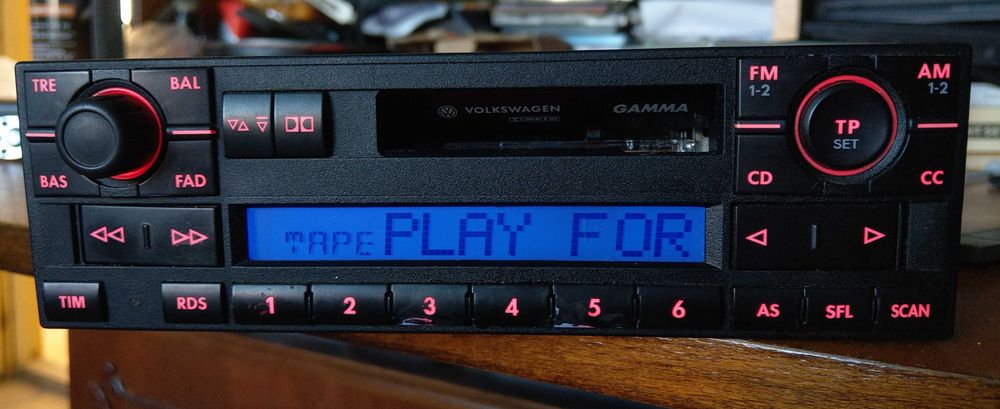 TRE BAL
BAS FAD
VOLKSWAGEN GAMMA
FM AM
1-2 1-2
TP
SET
CD CC
TAPE PLAY FOR
TIM RDS 1 2 3 4 5 6 AS SFL SCAN